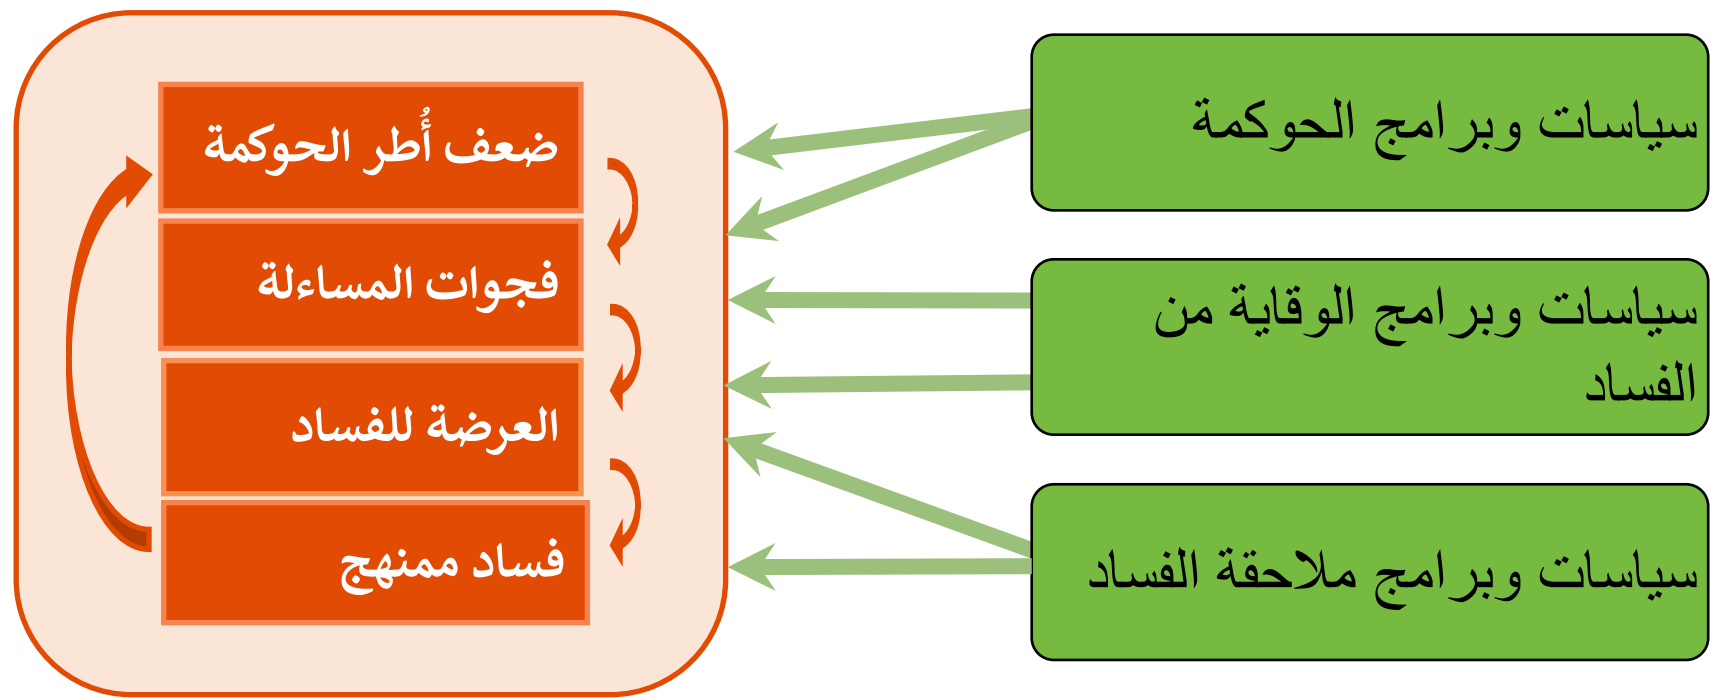 سياسات وبرامج الحوكمة
سياسات وبرامج الوقاية من
الفساد
سياسات وبرامج ملاحقة الفساد
ضعف أُطر الحوكمة
فجوات المساءلة
العرضة للفساد
فساد ممنهج